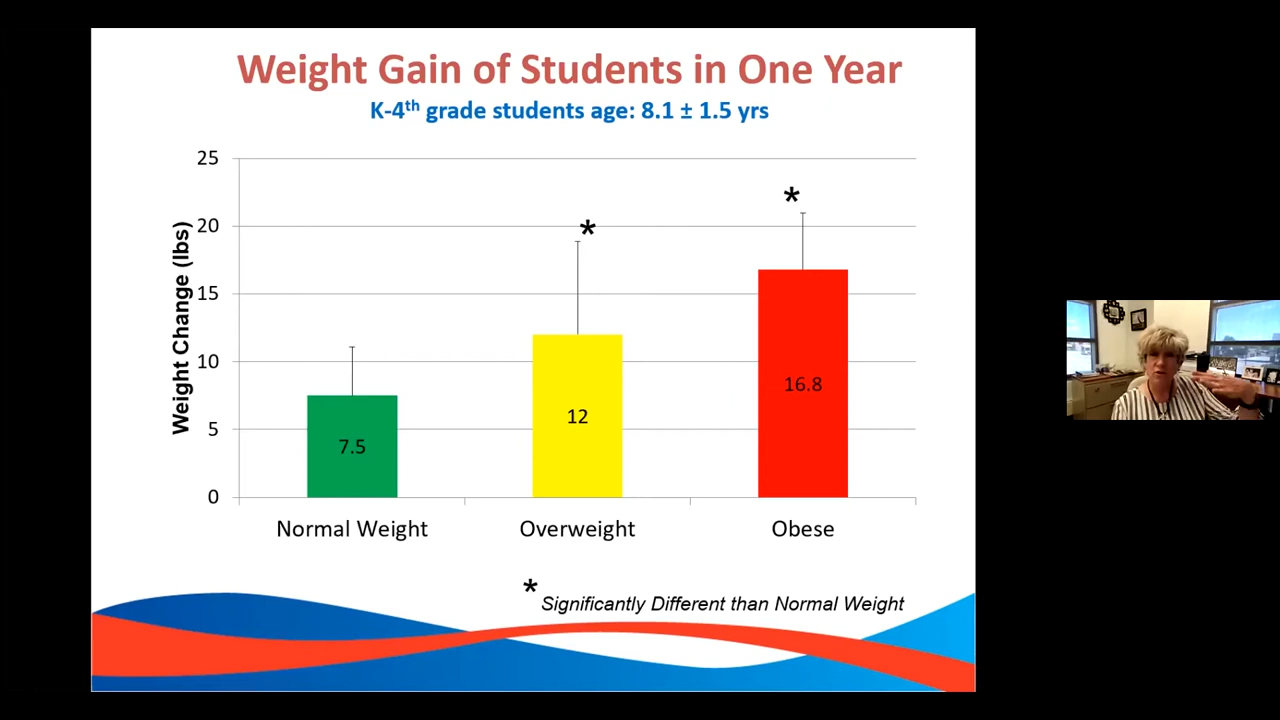 Weight Gain of Students in One Year
K-4th grade students age: 8.1 ± 1.5 yrs
25
20
15
10
5
0
Weight Change (lbs)
*
*
7.5
12
16.8
Normal Weight
Overweight
Obese
* Significantly Different than Normal Weight